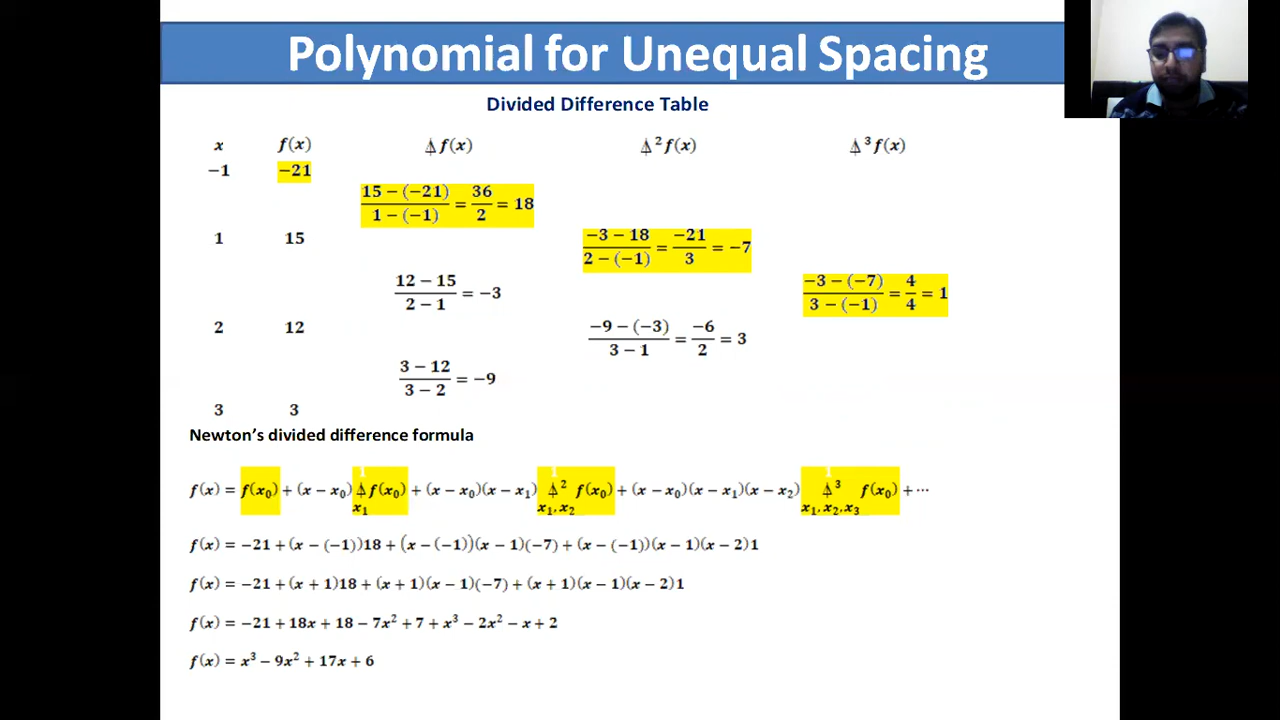 Polynomial for Unequal Spacing
Divided Difference Table
x f(x) ⍋f(x) ⍋²f(x) ⍋³f(x)
−1 −21
(15 − (−21))/(1 − (−1)) = 36/2 = 18
1 15
(−3 − 18)/(2 − (−1)) = −21/3 = −7
(12 − 15)/(2 − 1) = −3
(−3 − (−7))/(3 − (−1)) = 4/4 = 1
2 12
(−9 − (−3))/(3 − 1) = −6/2 = 3
(3 − 12)/(3 − 2) = −9
3 3
Newton's divided difference formula
f(x) = f(x₀) + (x − x₀) ⍋f(x₀) + (x − x₀)(x − x₁) ⍋² f(x₀) + (x − x₀)(x − x₁)(x − x₂) ⍋³ f(x₀) + ⋯
x₁ x₁, x₂ x₁, x₂, x₃
f(x) = −21 + (x − (−1))18 + (x − (−1))(x − 1)(−7) + (x − (−1))(x − 1)(x − 2)1
f(x) = −21 + (x + 1)18 + (x + 1)(x − 1)(−7) + (x + 1)(x − 1)(x − 2)1
f(x) = −21 + 18x + 18 − 7x² + 7 + x³ − 2x² − x + 2
f(x) = x³ − 9x² + 17x + 6